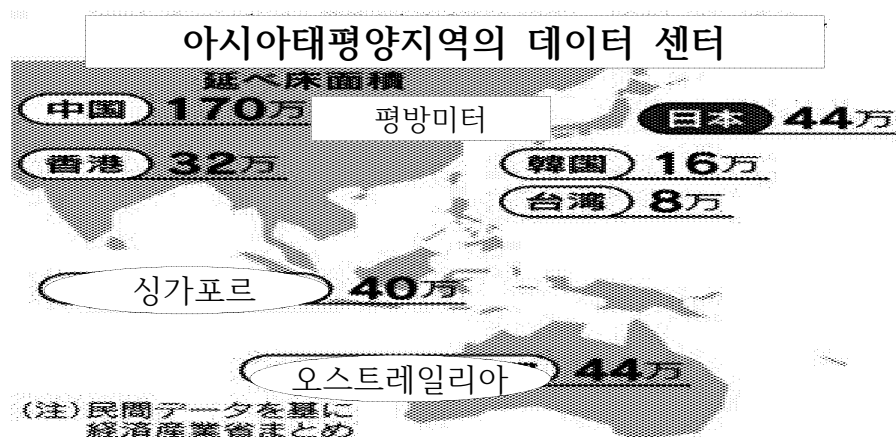 아시아태평양지역의 데이터 센터
延べ床面積
中国 170万 평방미터
日本 44万
香港 32万
韓国 16万
台湾 8万
싱가포르 40万
오스트레일리아 44万
(注)民間データを基に
経済産業省まとめ